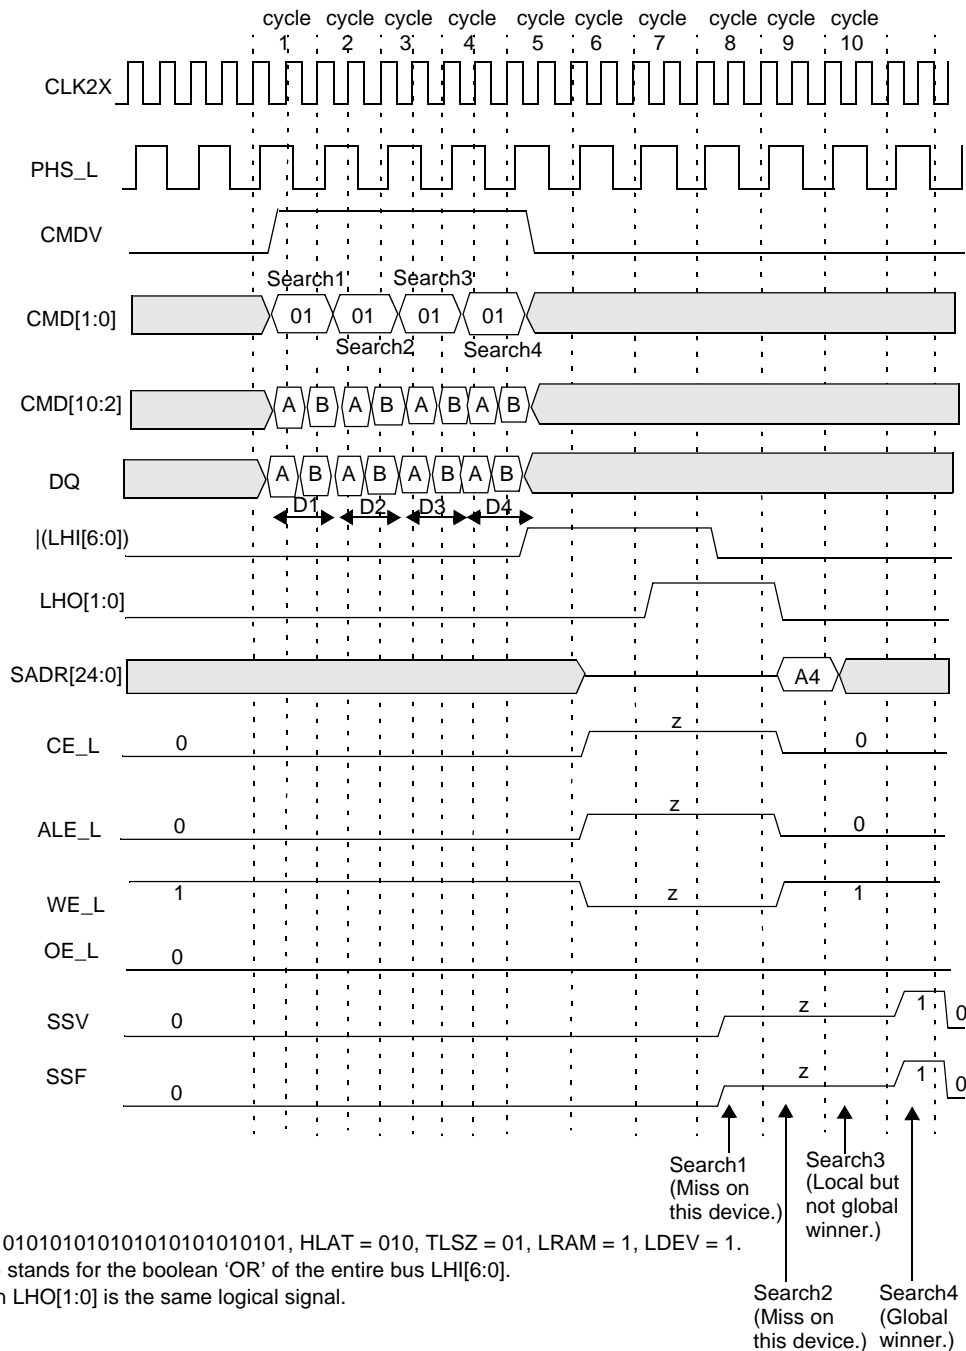 cycle cycle cycle cycle cycle cycle cycle cycle cycle
1 2 3 4 5 6 7 8 9 10
CLK2X
PHS_L
CMDV
Search1 Search3
CMD[1:0] 01 01 01 01
Search2 Search4
CMD[10:2] A B A B A B A B
DQ A B A B A B A B
D1 D2 D3 D4
|(LHI[6:0])
LHO[1:0]
SADR[24:0] A4
CE_L 0 z 0
ALE_L 0 z 0
WE_L 1 z 1
OE_L 0
SSV 0 z 1 0
SSF 0 z 1 0
Search1
(Miss on
this device.)
Search3
(Local but
not global
winner.)
010101010101010101010101, HLAT = 010, TLSZ = 01, LRAM = 1, LDEV = 1.
stands for the boolean ‘OR’ of the entire bus LHI[6:0].
LHO[1:0] is the same logical signal.
Search2
(Miss on
this device.)
Search4
(Global
winner.)